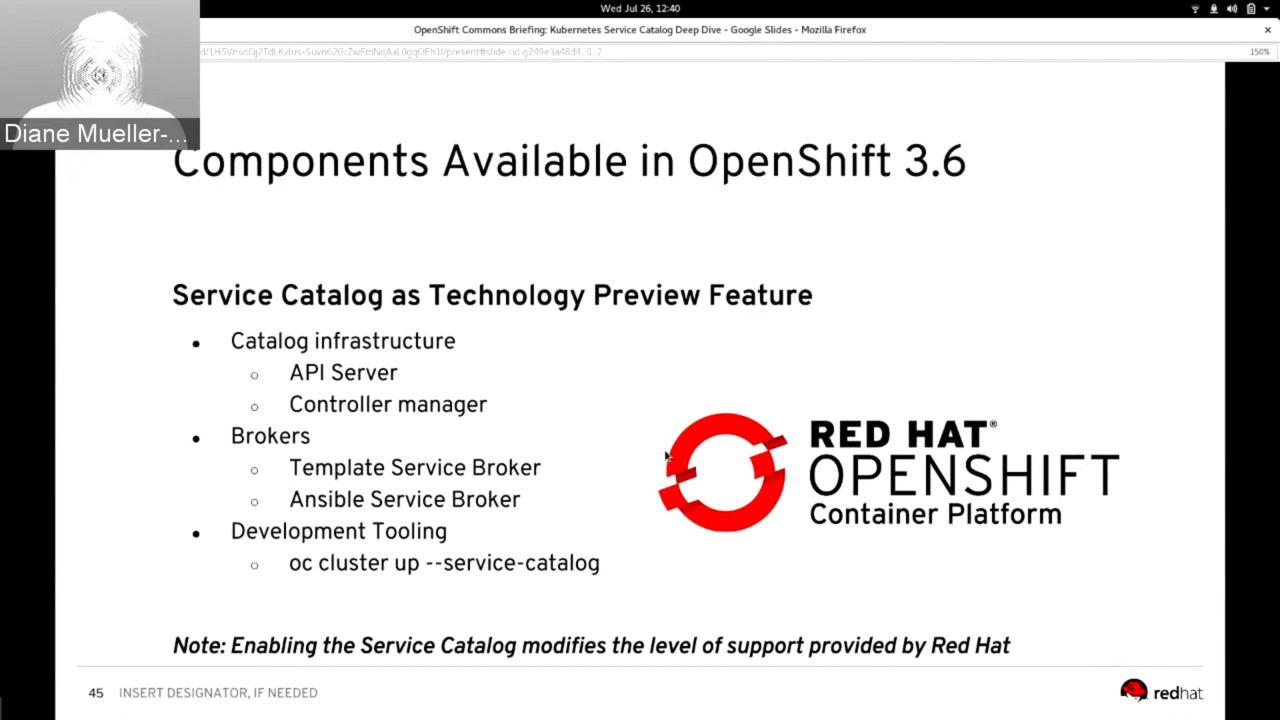 Wed Jul 26, 12:40
OpenShift Commons Briefing: Kubernetes Service Catalog Deep Dive - Google Slides - Mozilla Firefox
150%
Diane Mueller-...
Components Available in OpenShift 3.6
Service Catalog as Technology Preview Feature
● Catalog infrastructure
○ API Server
○ Controller manager
● Brokers
○ Template Service Broker
○ Ansible Service Broker
● Development Tooling
○ oc cluster up --service-catalog
RED HAT®
OPENSHIFT
Container Platform
Note: Enabling the Service Catalog modifies the level of support provided by Red Hat
45 INSERT DESIGNATOR, IF NEEDED
redhat